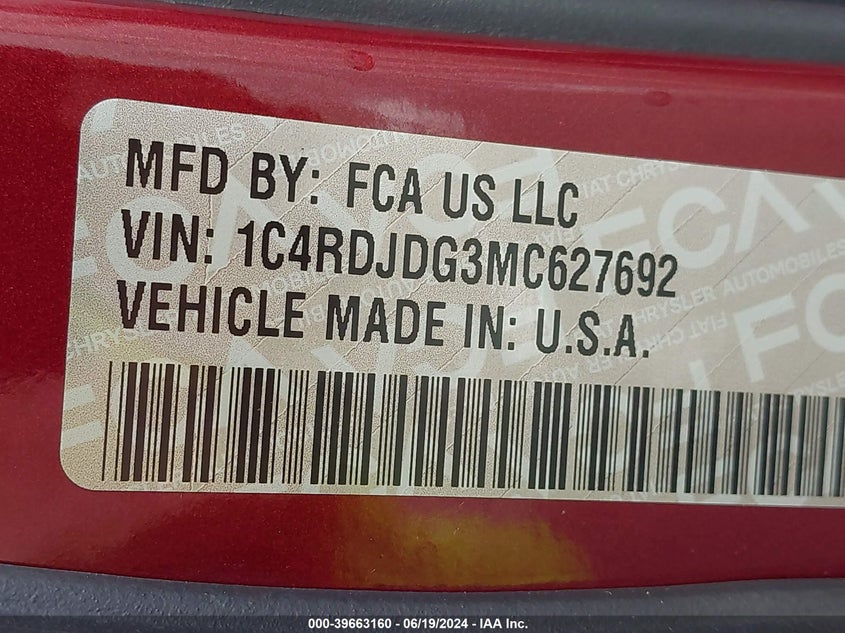 MFD BY: FCA US LLC
VIN: 1C4RDJDG3MC627692
VEHICLE MADE IN: U.S.A.
000-39663160 - 06/19/2024 - IAA Inc.